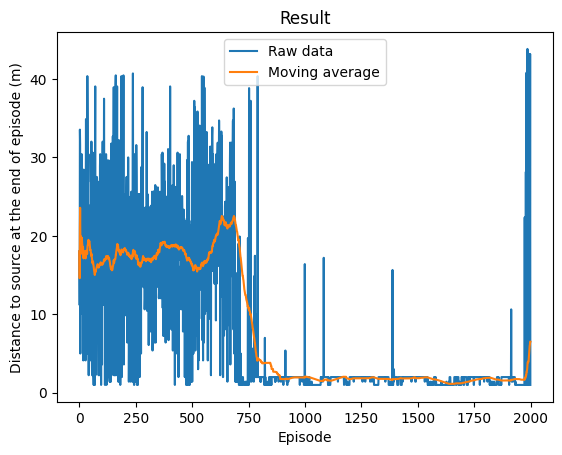 Result
Raw data
Moving average
Distance to source at the end of episode (m)
40
30
20
10
0
0 250 500 750 1000 1250 1500 1750 2000
Episode